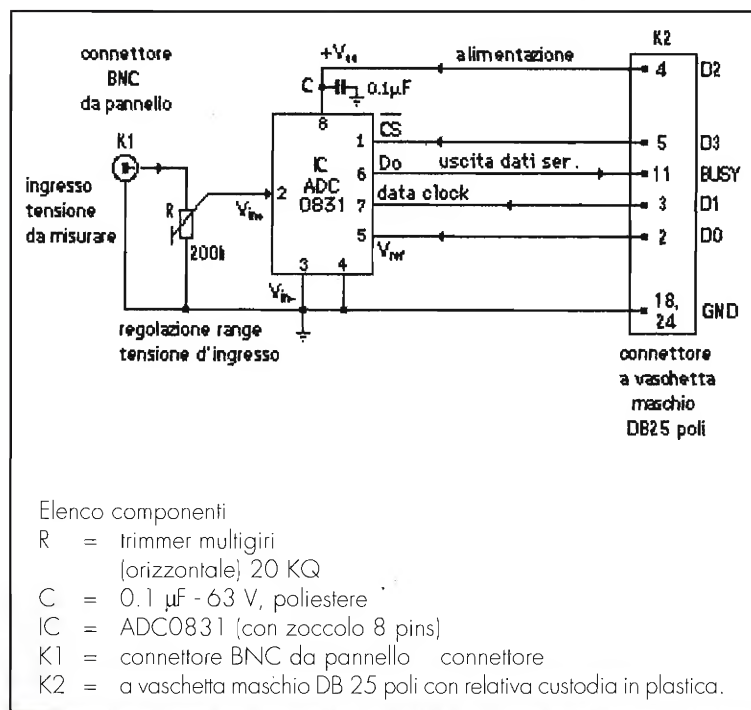 connettore
BNC
da pannello
K1
ingresso
tensione
da misurare
R
200k
regolazione range
tensione d'ingresso
+Vcc
C
0.1µF
alimentazione
8
1
CS
IC
ADC
0831
2
Vin+
6
Do
uscita dati ser.
7
data clock
5
Vref
3
4
Vin-
K2
4
D2
5
D3
11
BUSY
3
D1
2
D0
18,
24
GND
connettore
a vaschetta
maschio
DB25 poli
Elenco componenti
R = trimmer multigiri
(orizzontale) 20 KQ
C = 0.1 µF - 63 V, poliestere
IC = ADC0831 (con zoccolo 8 pins)
K1 = connettore BNC da pannello connettore
K2 = a vaschetta maschio DB 25 poli con relativa custodia in plastica.